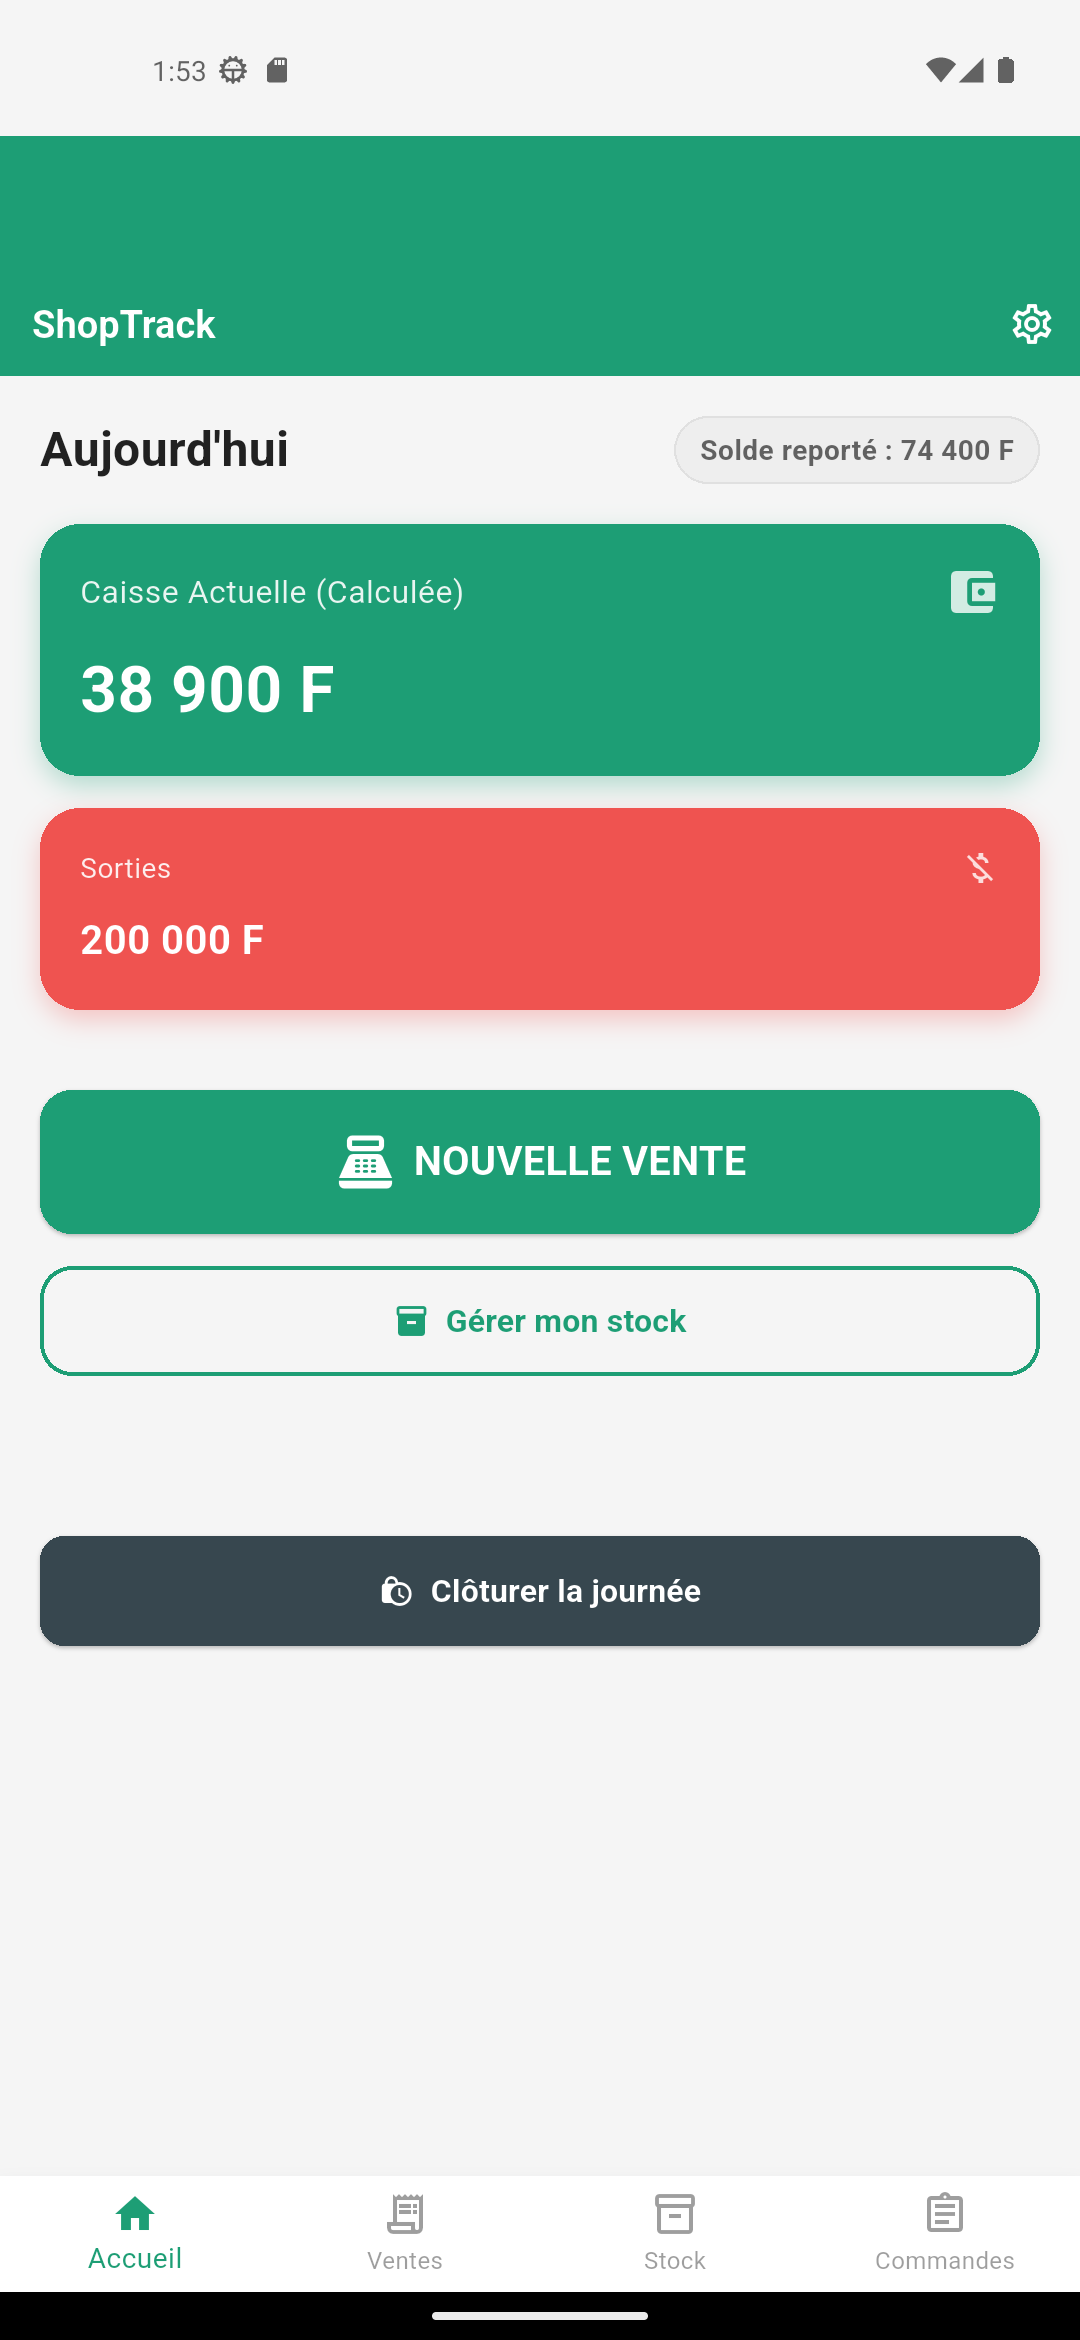 1:53
ShopTrack
Aujourd'hui
Solde reporté : 74 400 F
Caisse Actuelle (Calculée)
38 900 F
Sorties
200 000 F
NOUVELLE VENTE
Gérer mon stock
Clôturer la journée
Accueil
Ventes
Stock
Commandes